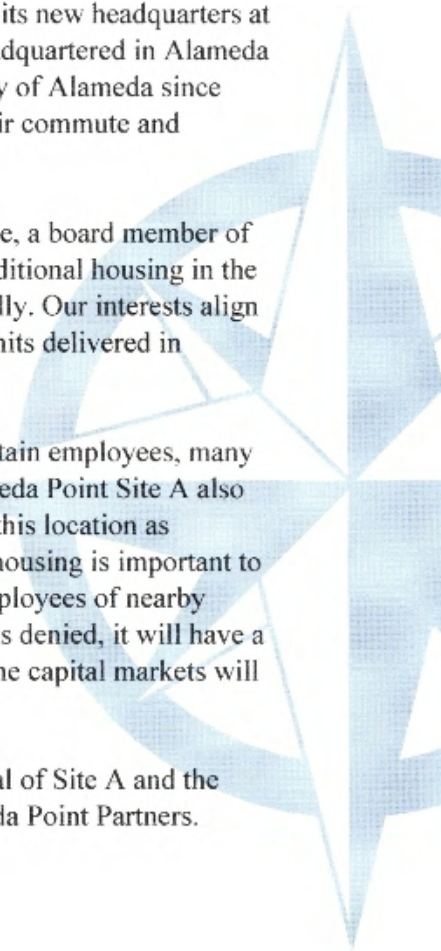 its new headquarters at
dquartered in Alameda
y of Alameda since
ir commute and
e, a board member of
ditional housing in the
lly. Our interests align
nits delivered in
tain employees, many
eda Point Site A also
this location as
housing is important to
ployees of nearby
s denied, it will have a
ne capital markets will
al of Site A and the
da Point Partners.